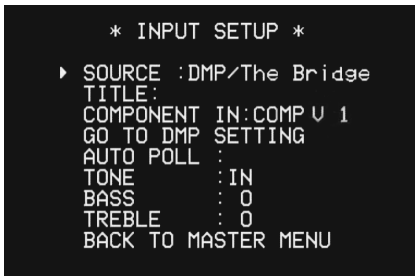 * INPUT SETUP *
SOURCE :DMP/The Bridge
TITLE:
COMPONENT IN:COMP V 1
GO TO DMP SETTING
AUTO POLL :
TONE :IN
BASS : 0
TREBLE : 0
BACK TO MASTER MENU